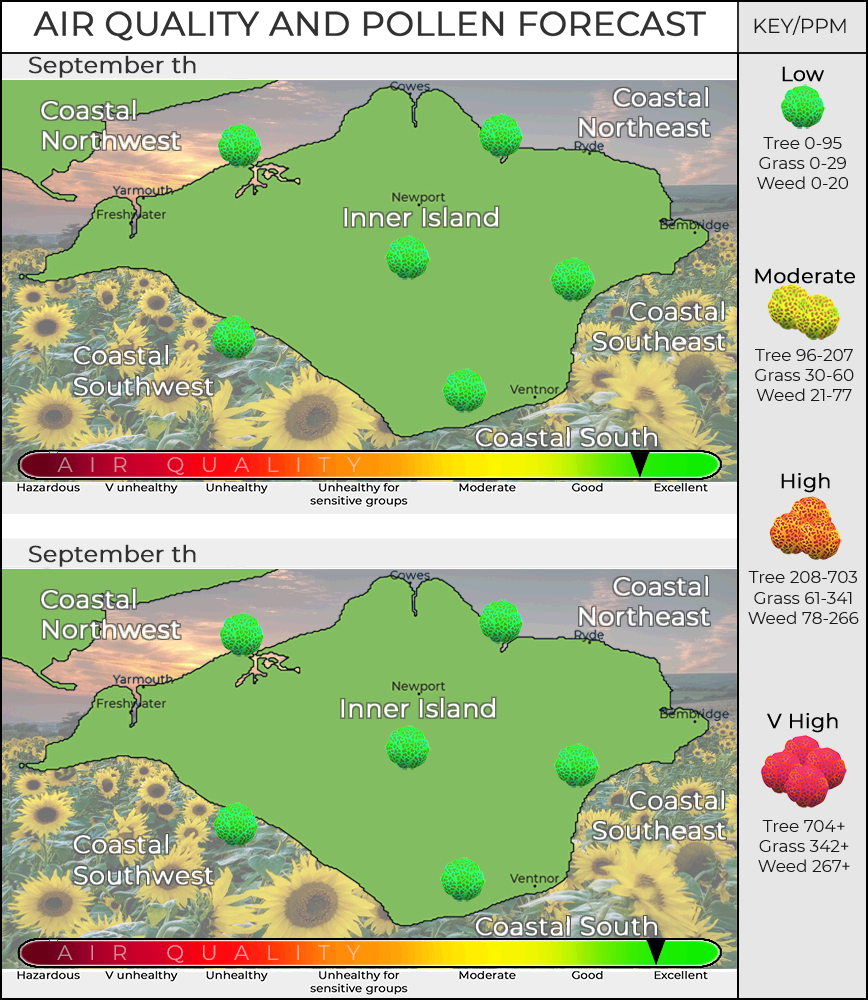 AIR QUALITY AND POLLEN FORECAST
KEY/PPM
September th
Coastal
Northwest
Cowes
Coastal
Northeast
Ryde
Yarmouth
Freshwater
Newport
Inner Island
Bembridge
Coastal
Southeast
Coastal
Southwest
Ventnor
Coastal South
AIR QUALITY
Hazardous
V unhealthy
Unhealthy
Unhealthy for
sensitive groups
Moderate
Good
Excellent
September th
Coastal
Northwest
Cowes
Coastal
Northeast
Ryde
Yarmouth
Freshwater
Newport
Inner Island
Bembridge
Coastal
Southeast
Coastal
Southwest
Ventnor
Coastal South
AIR QUALITY
Hazardous
V unhealthy
Unhealthy
Unhealthy for
sensitive groups
Moderate
Good
Excellent
Low
Tree 0-95
Grass 0-29
Weed 0-20
Moderate
Tree 96-207
Grass 30-60
Weed 21-77
High
Tree 208-703
Grass 61-341
Weed 78-266
V High
Tree 704+
Grass 342+
Weed 267+